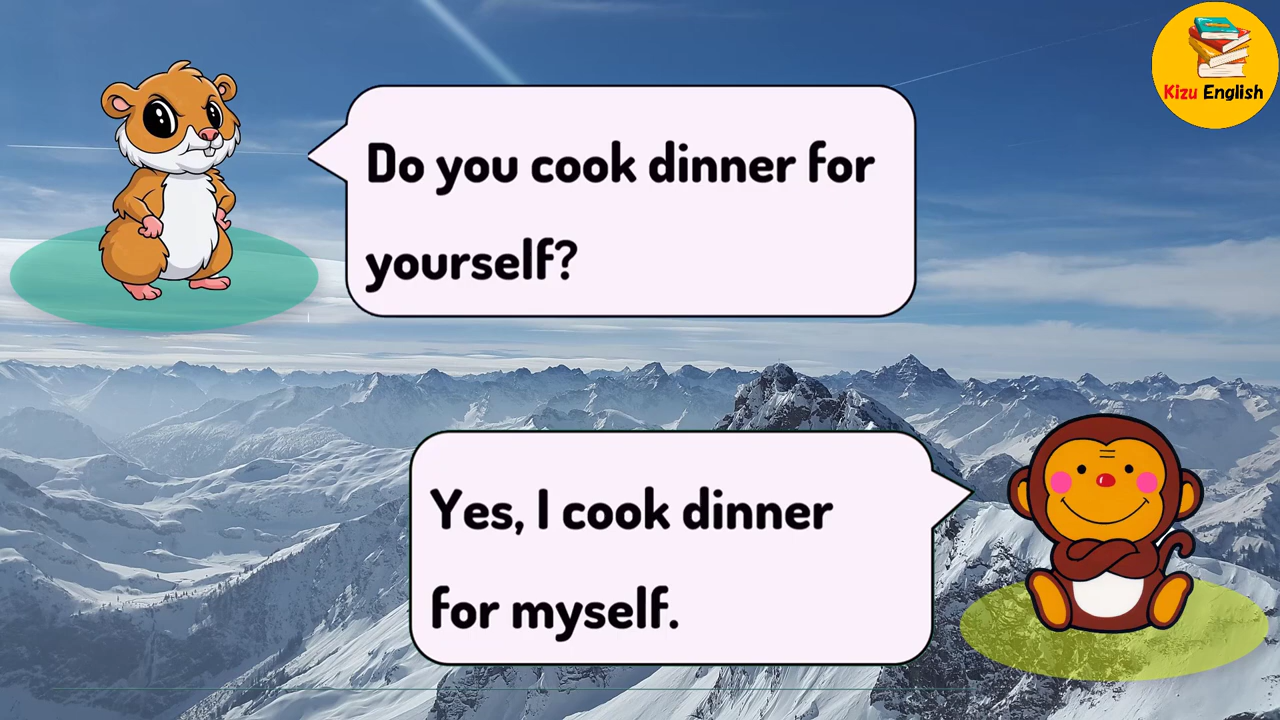 Kizu English
Do you cook dinner for
yourself?
Yes, I cook dinner
for myself.